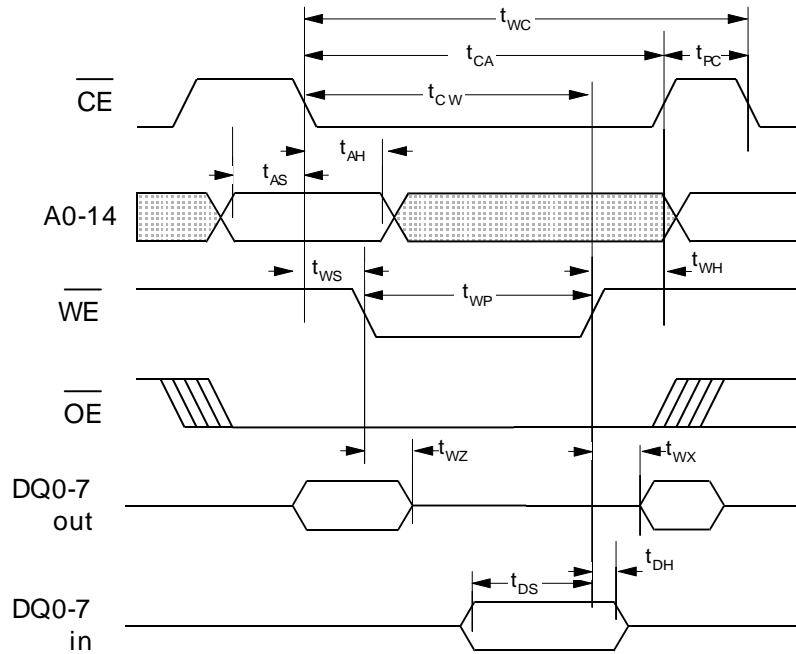 tWC
tCA
tPC
CE
tCW
tAH
tAS
A0-14
tWS
tWH
WE
tWP
OE
tWZ
tWX
DQ0-7
out
tDH
tDS
DQ0-7
in